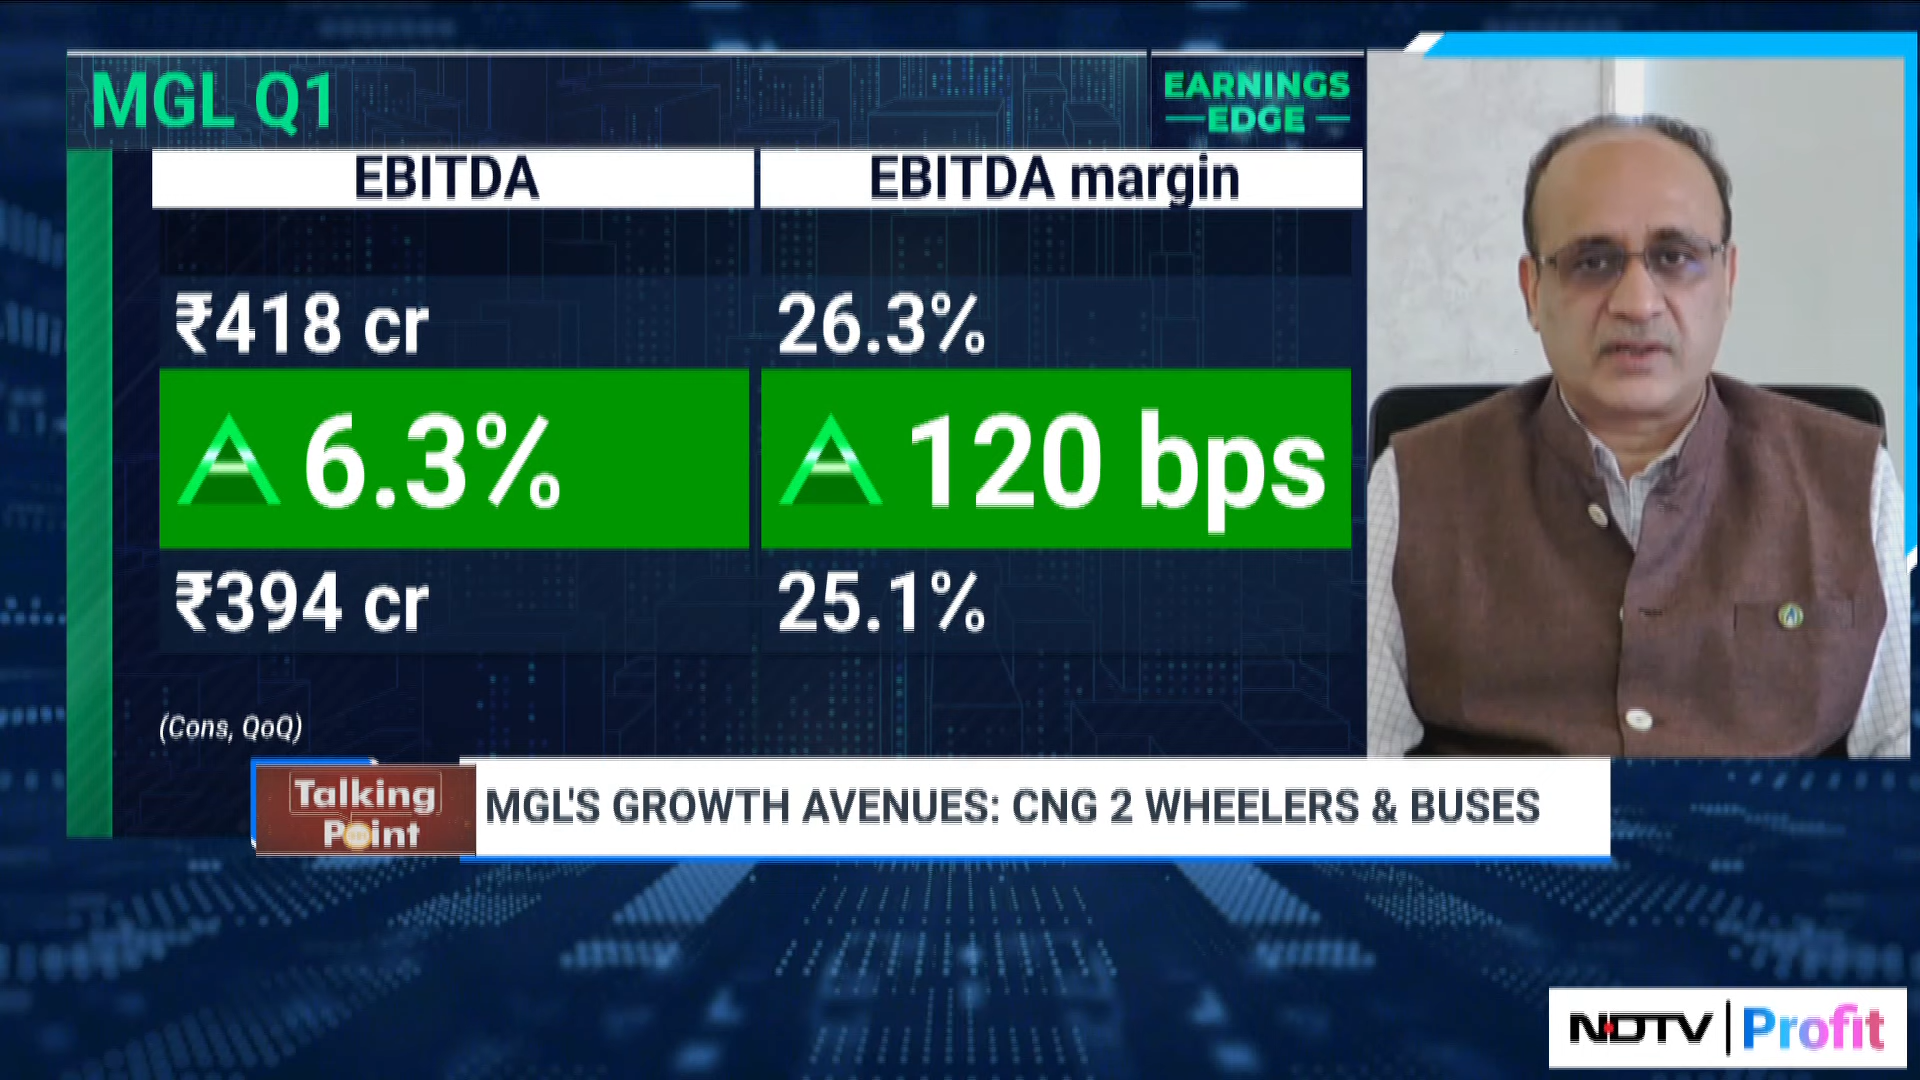 MGL Q1
EARNINGS
EDGE
EBITDA
EBITDA margin
₹418 cr
26.3%
6.3%
120 bps
₹394 cr
25.1%
(Cons, QoQ)
Talking
Point
MGL'S GROWTH AVENUES: CNG 2 WHEELERS & BUSES
NDTV Profit